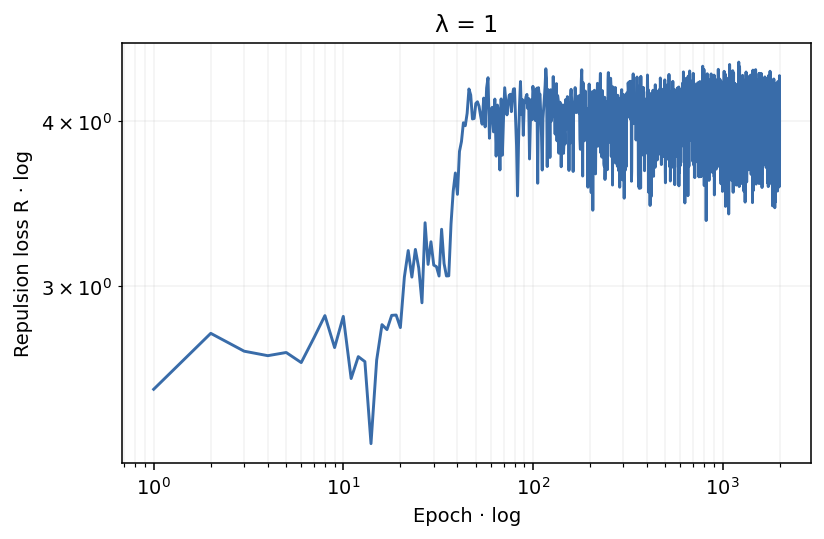 λ = 1
Repulsion loss R · log
4 × 10⁰
3 × 10⁰
10⁰ 10¹ 10² 10³
Epoch · log